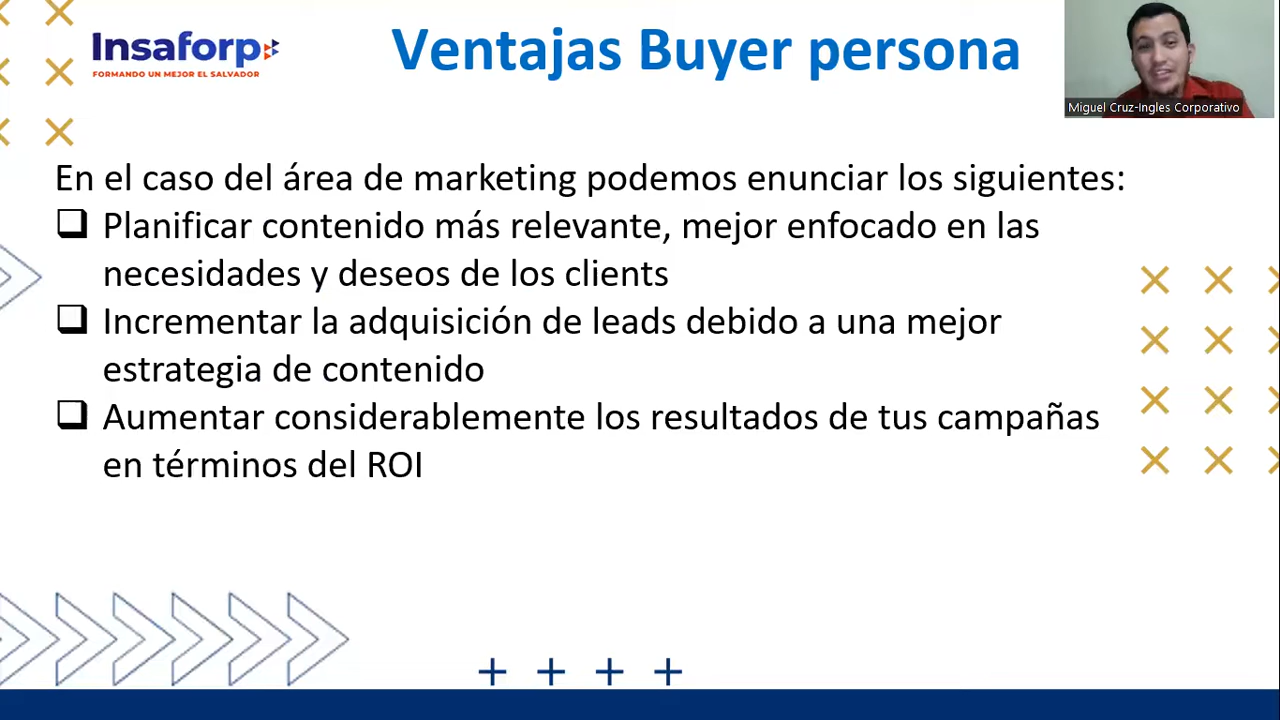 Insaforp
FORMANDO UN MEJOR EL SALVADOR
Ventajas Buyer persona
Miguel Cruz-Ingles Corporativo
En el caso del área de marketing podemos enunciar los siguientes:
Planificar contenido más relevante, mejor enfocado en las
necesidades y deseos de los clients
Incrementar la adquisición de leads debido a una mejor
estrategia de contenido
Aumentar considerablemente los resultados de tus campañas
en términos del ROI